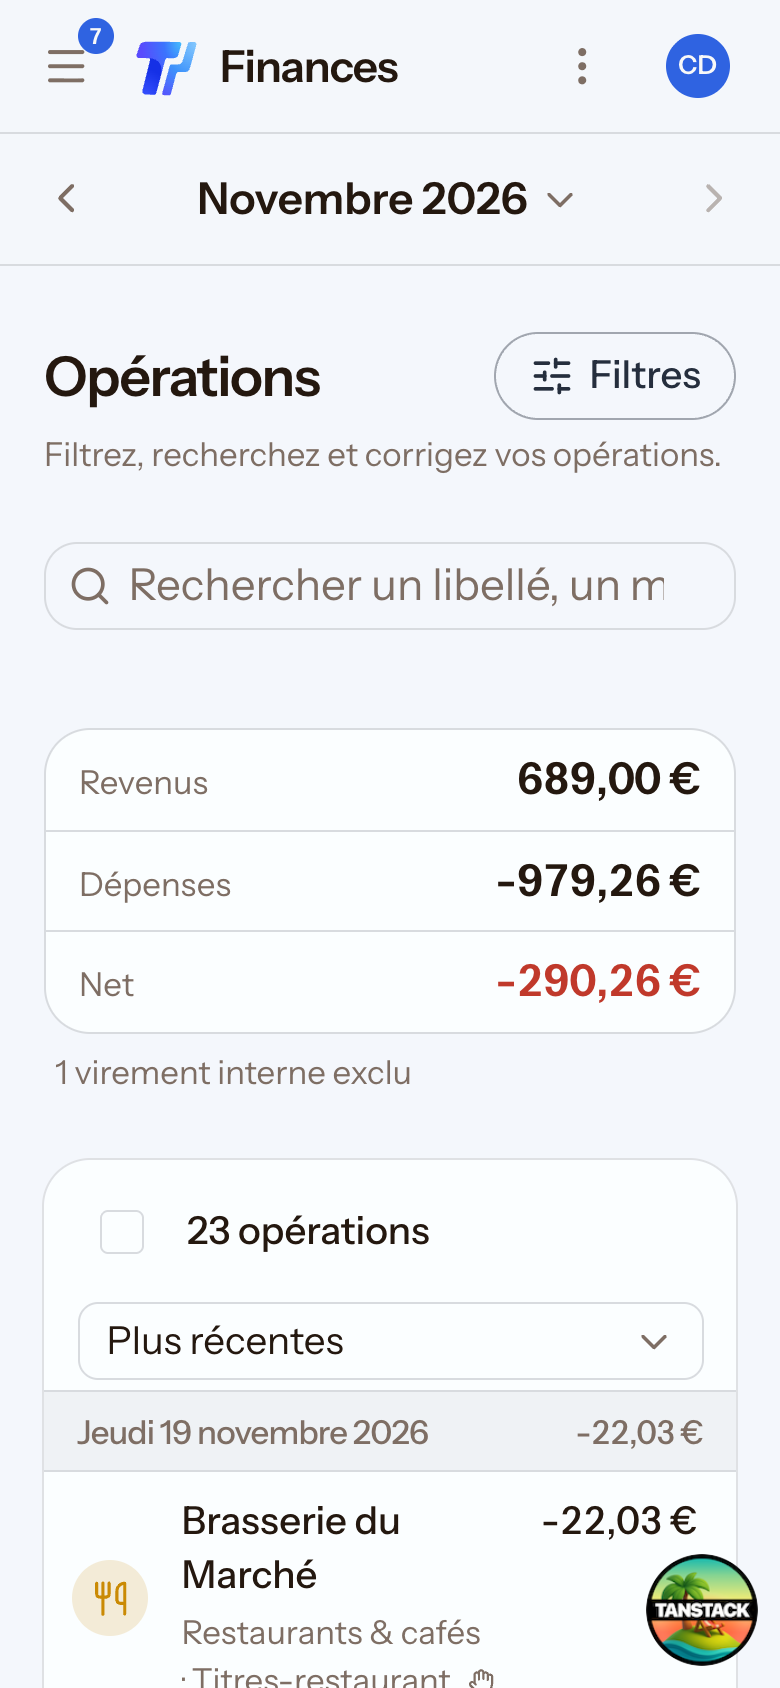 7
Finances
CD
Novembre 2026
Opérations
Filtres
Filtrez, recherchez et corrigez vos opérations.
Rechercher un libellé, un m
Revenus 689,00 €
Dépenses -979,26 €
Net -290,26 €
1 virement interne exclu
23 opérations
Plus récentes
Jeudi 19 novembre 2026 -22,03 €
Brasserie du -22,03 €
Marché
TANSTACK
Restaurants & cafés
· Titres-restaurant